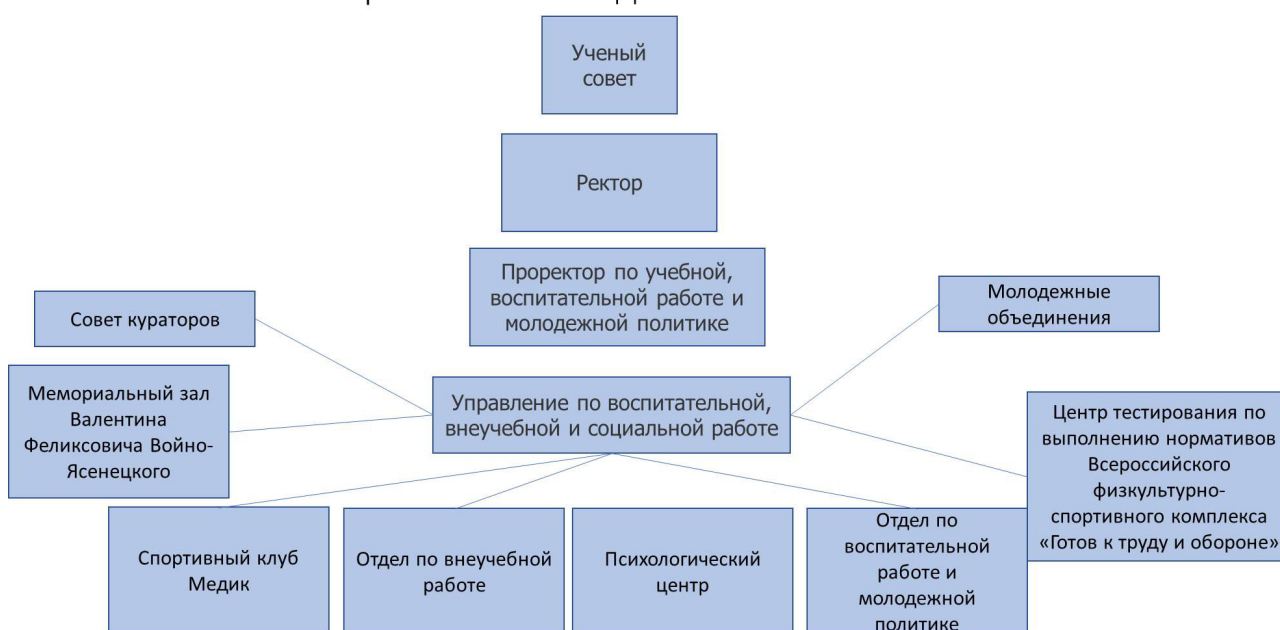 Ученый
совет
Ректор
Проректор по учебной,
воспитательной работе и
молодежной политике
Совет кураторов
Молодежные
объединения
Мемориальный зал
Валентина
Феликсовича Войно-
Ясенецкого
Управление по воспитательной,
внеучебной и социальной работе
Центр тестирования по
выполнению нормативов
Всероссийского
физкультурно-
спортивного комплекса
«Готов к труду и обороне»
Спортивный клуб
Медик
Отдел по внеучебной
работе
Психологический
центр
Отдел по
воспитательной
работе и
молодежной
политике